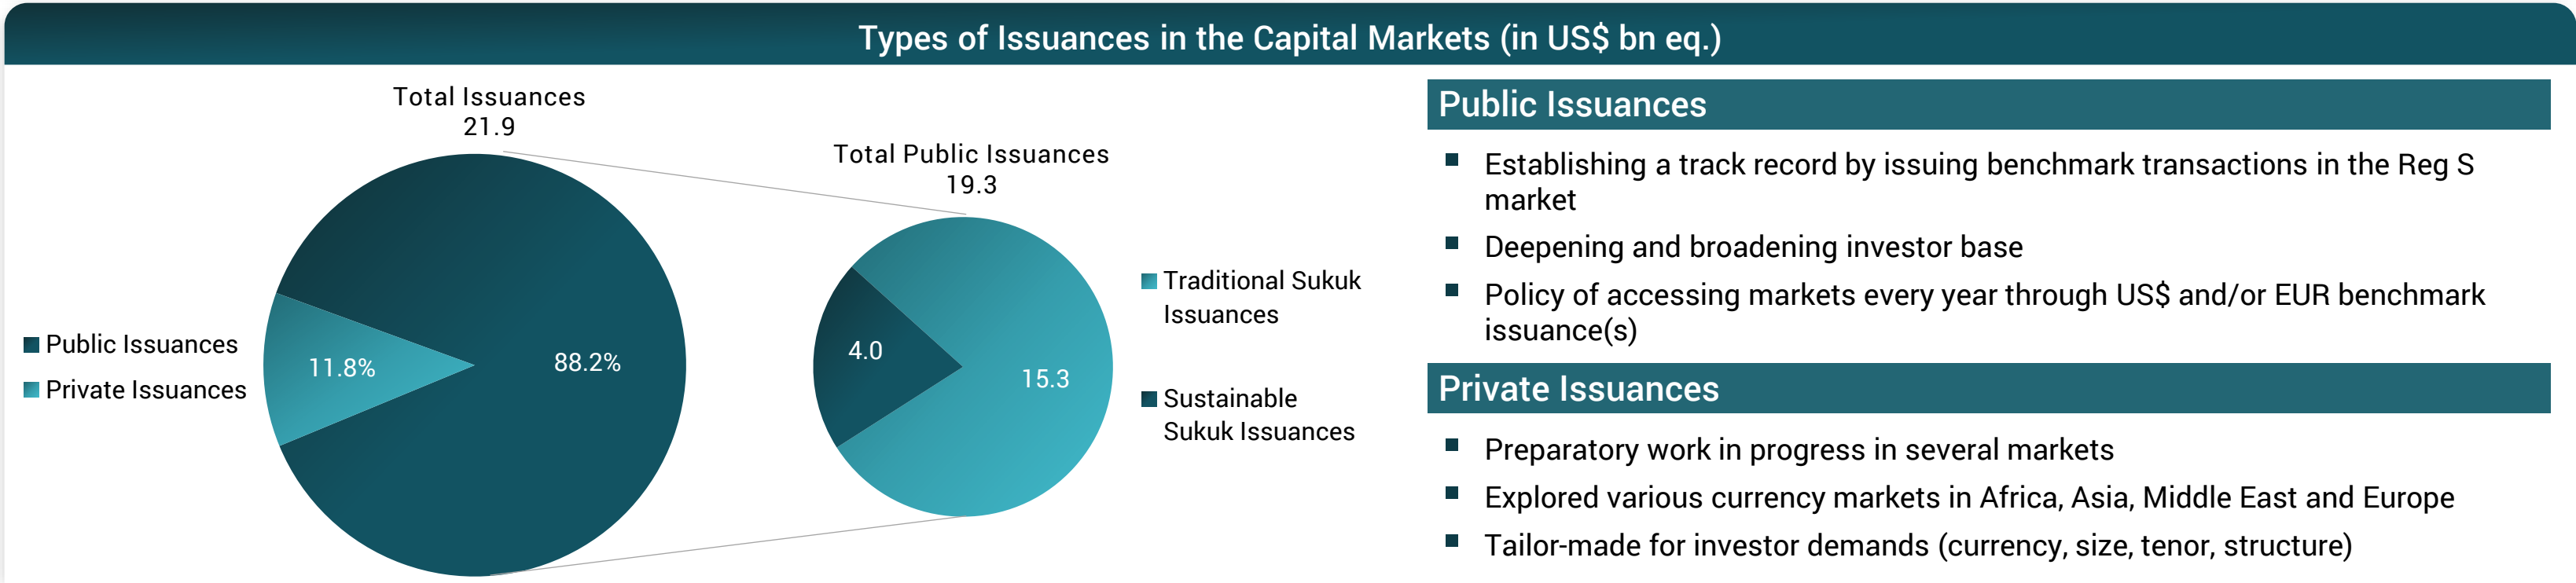 Types of Issuances in the Capital Markets (in US$ bn eq.)
Total Issuances
21.9
Total Public Issuances
19.3
Public Issuances
Private Issuances
11.8%
88.2%
4.0
15.3
Traditional Sukuk
Issuances
Sustainable
Sukuk Issuances
Public Issuances
■ Establishing a track record by issuing benchmark transactions in the Reg S
market
■ Deepening and broadening investor base
■ Policy of accessing markets every year through US$ and/or EUR benchmark
issuance(s)
Private Issuances
■ Preparatory work in progress in several markets
■ Explored various currency markets in Africa, Asia, Middle East and Europe
■ Tailor-made for investor demands (currency, size, tenor, structure)